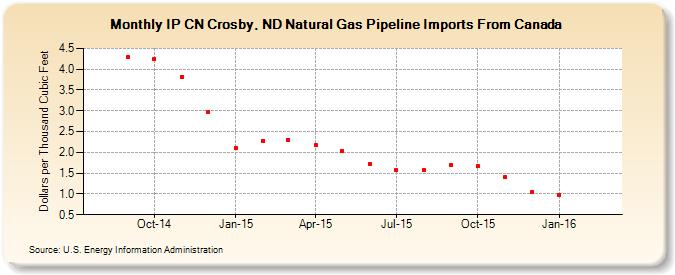 Monthly IP CN Crosby, ND Natural Gas Pipeline Imports From Canada
Dollars per Thousand Cubic Feet
4.5
4.0
3.5
3.0
2.5
2.0
1.5
1.0
0.5
Oct-14 Jan-15 Apr-15 Jul-15 Oct-15 Jan-16
Source: U.S. Energy Information Administration